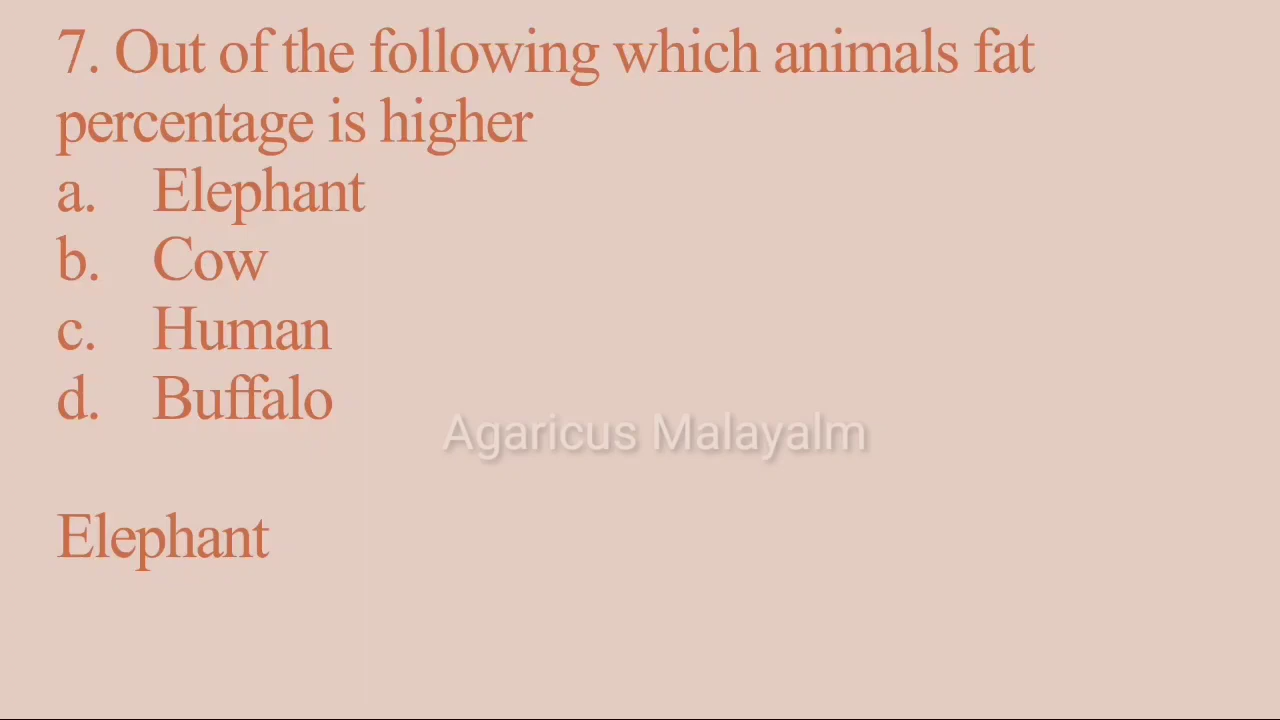 7. Out of the following which animals fat
percentage is higher
a. Elephant
b. Cow
c. Human
d. Buffalo
Agaricus Malayalm
Elephant